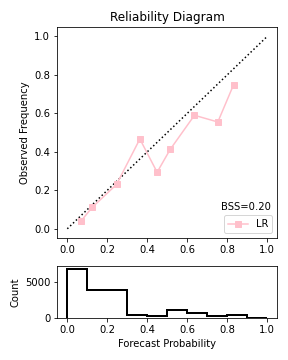 Reliability Diagram
1.0
0.8
0.6
0.4
0.2
0.0
Observed Frequency
BSS=0.20
LR
0.0 0.2 0.4 0.6 0.8 1.0
5000
0
Count
0.0 0.2 0.4 0.6 0.8 1.0
Forecast Probability